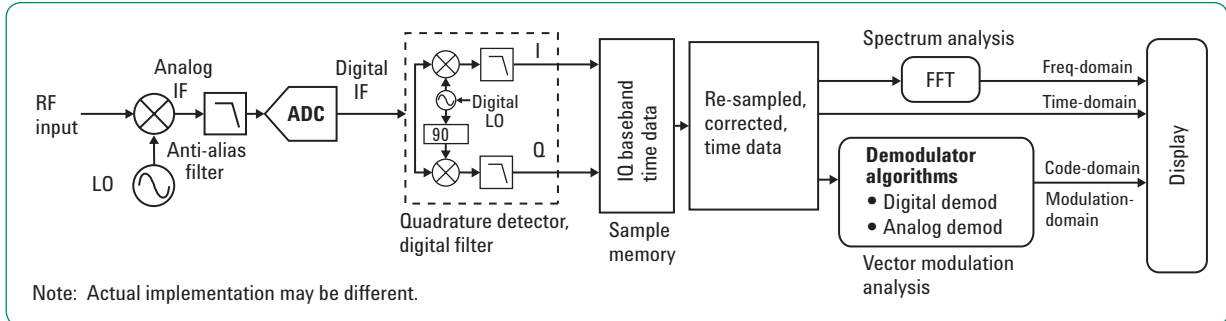 RF
input
LO
Analog
IF
Anti-alias
filter
ADC
Digital
IF
I
Digital
LO
90
Q
Quadrature detector,
digital filter
IQ baseband
time data
Sample
memory
Re-sampled,
corrected,
time data
Spectrum analysis
FFT
Freq-domain
Time-domain
Demodulator
algorithms
• Digital demod
• Analog demod
Vector modulation
analysis
Code-domain
Modulation-
domain
Display
Note: Actual implementation may be different.